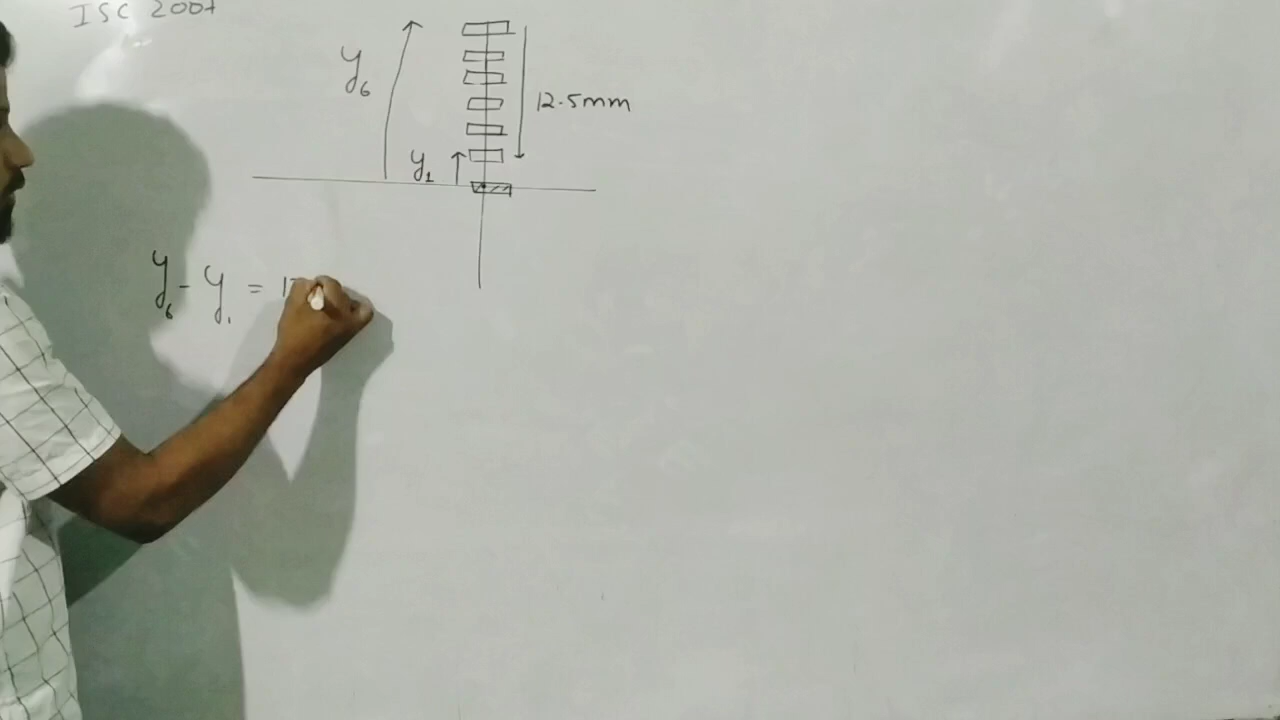 ISC 2007
y₆
12.5mm
y₁
y₆ - y₁ = 1